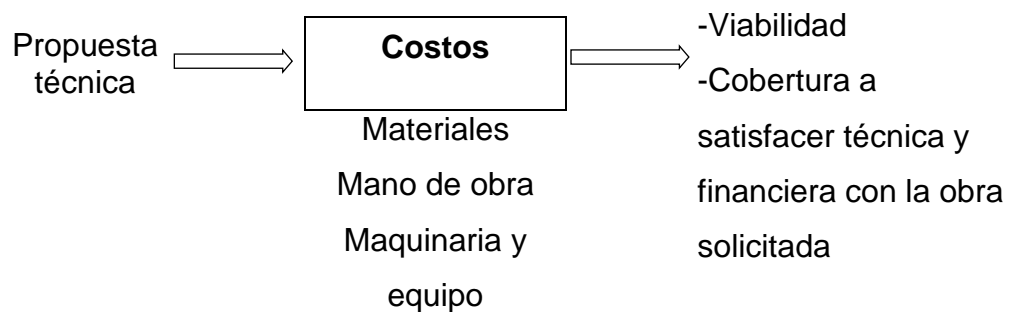 Propuesta
técnica
Costos
Materiales
Mano de obra
Maquinaria y
equipo
-Viabilidad
-Cobertura a
satisfacer técnica y
financiera con la obra
solicitada